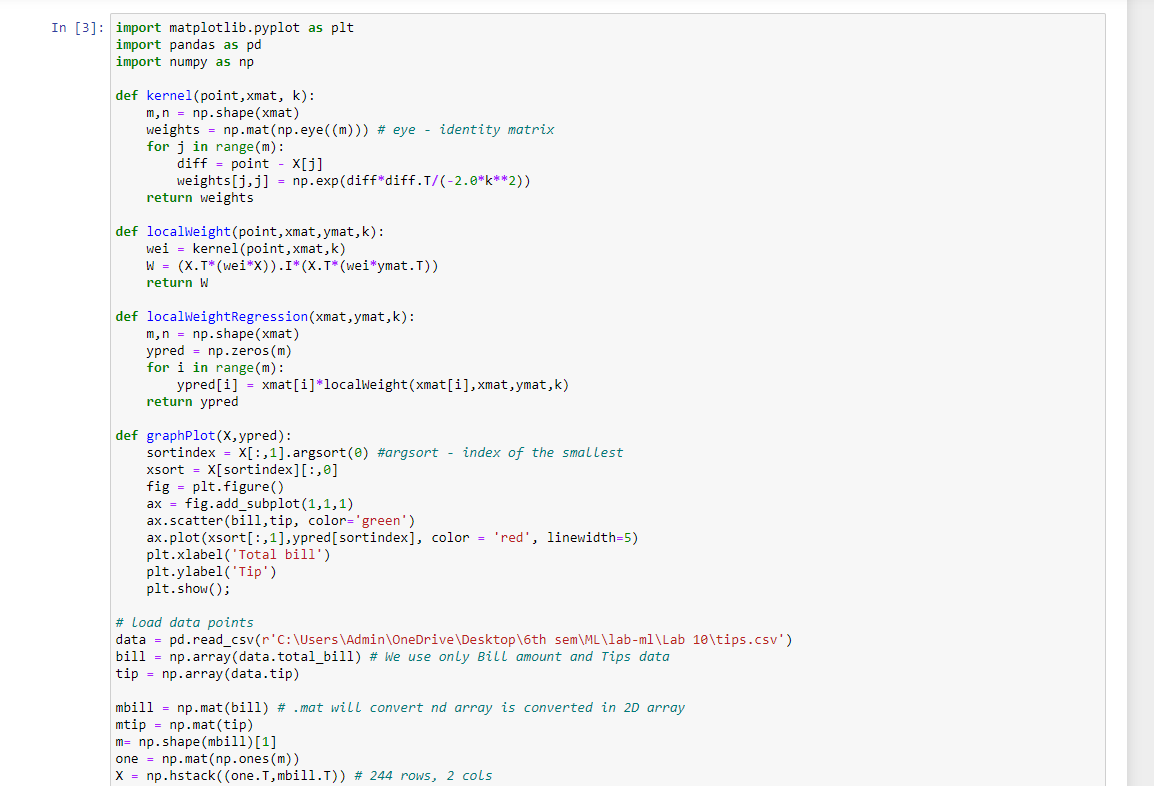 In [3]: import matplotlib.pyplot as plt
import pandas as pd
import numpy as np

def kernel(point,xmat, k):
    m,n = np.shape(xmat)
    weights = np.mat(np.eye((m))) # eye - identity matrix
    for j in range(m):
        diff = point - X[j]
        weights[j,j] = np.exp(diff*diff.T/(-2.0*k**2))
    return weights

def localWeight(point,xmat,ymat,k):
    wei = kernel(point,xmat,k)
    W = (X.T*(wei*X)).I*(X.T*(wei*ymat.T))
    return W

def localWeightRegression(xmat,ymat,k):
    m,n = np.shape(xmat)
    ypred = np.zeros(m)
    for i in range(m):
        ypred[i] = xmat[i]*localWeight(xmat[i],xmat,ymat,k)
    return ypred

def graphPlot(X,ypred):
    sortindex = X[:,1].argsort(0) #argsort - index of the smallest
    xsort = X[sortindex][:,0]
    fig = plt.figure()
    ax = fig.add_subplot(1,1,1)
    ax.scatter(bill,tip, color='green')
    ax.plot(xsort[:,1],ypred[sortindex], color = 'red', linewidth=5)
    plt.xlabel('Total bill')
    plt.ylabel('Tip')
    plt.show();

# load data points
data = pd.read_csv(r'C:\Users\Admin\OneDrive\Desktop\6th sem\ML\lab-ml\Lab 10\tips.csv')
bill = np.array(data.total_bill) # We use only Bill amount and Tips data
tip = np.array(data.tip)

mbill = np.mat(bill) # .mat will convert nd array is converted in 2D array
mtip = np.mat(tip)
m= np.shape(mbill)[1]
one = np.mat(np.ones(m))
X = np.hstack((one.T,mbill.T)) # 244 rows, 2 cols